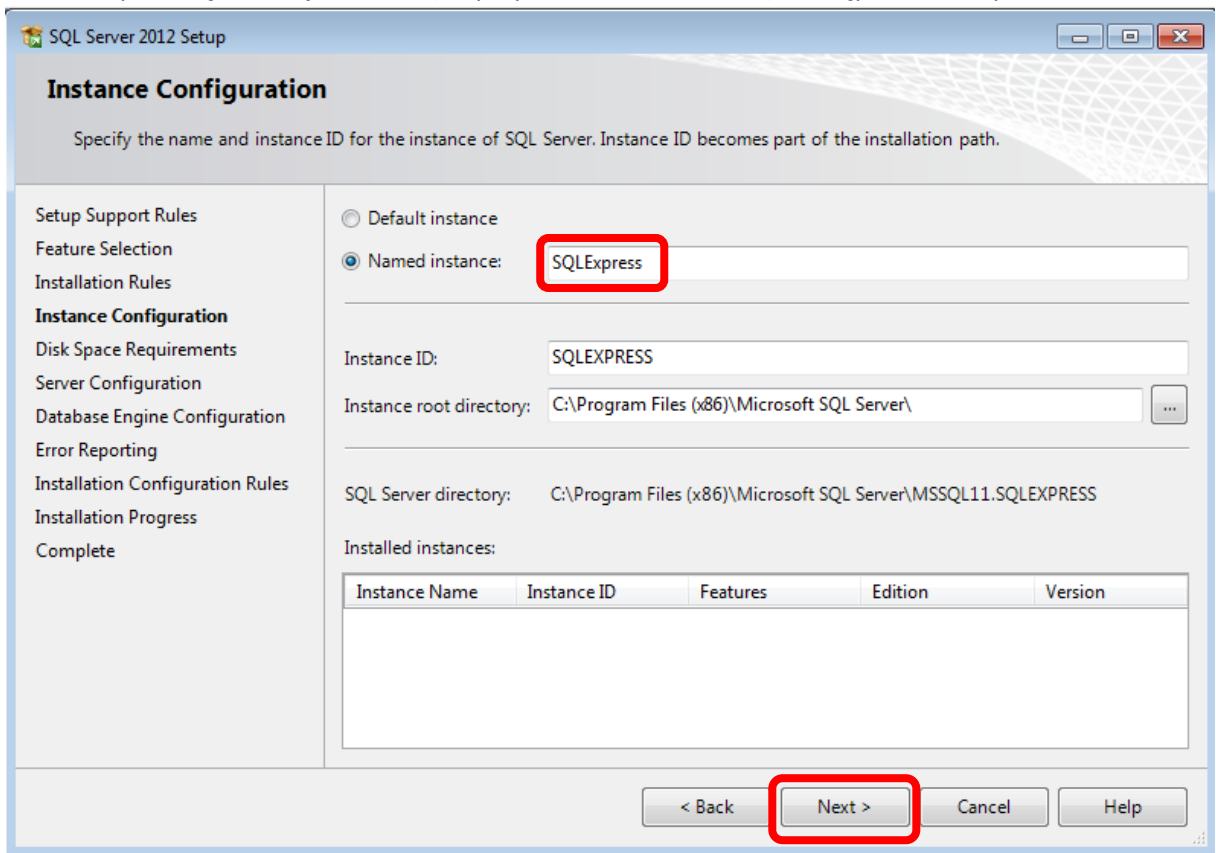 SQL Server 2012 Setup
Instance Configuration
Specify the name and instance ID for the instance of SQL Server. Instance ID becomes part of the installation path.
Setup Support Rules
Feature Selection
Installation Rules
Instance Configuration
Disk Space Requirements
Server Configuration
Database Engine Configuration
Error Reporting
Installation Configuration Rules
Installation Progress
Complete
Default instance
Named instance: SQLExpress
Instance ID: SQLEXPRESS
Instance root directory: C:\Program Files (x86)\Microsoft SQL Server\ ...
SQL Server directory: C:\Program Files (x86)\Microsoft SQL Server\MSSQL11.SQLEXPRESS
Installed instances:
Instance Name Instance ID Features Edition Version
< Back Next > Cancel Help